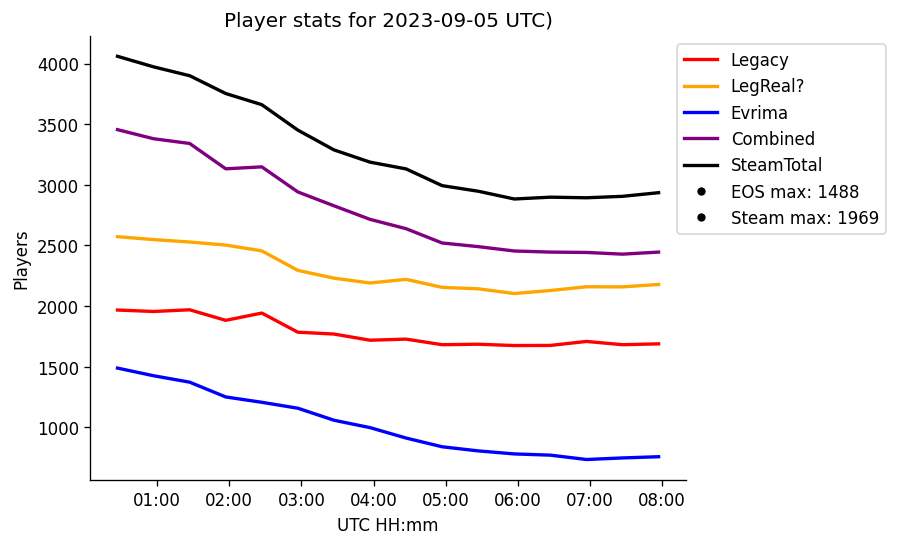 Player stats for 2023-09-05 UTC)
Legacy
LegReal?
Evrima
Combined
SteamTotal
EOS max: 1488
Steam max: 1969
Players
4000
3500
3000
2500
2000
1500
1000
01:00 02:00 03:00 04:00 05:00 06:00 07:00 08:00
UTC HH:mm